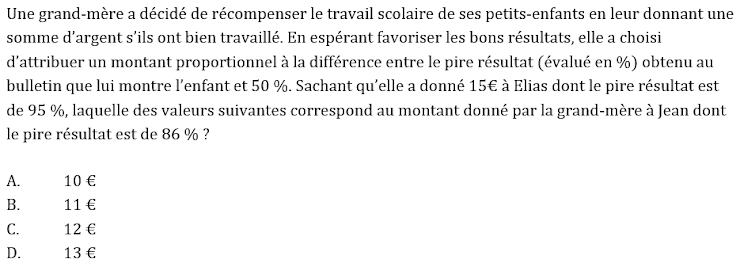 Une grand-mère a décidé de récompenser le travail scolaire de ses petits-enfants en leur donnant une
somme d'argent s'ils ont bien travaillé. En espérant favoriser les bons résultats, elle a choisi
d'attribuer un montant proportionnel à la différence entre le pire résultat (évalué en %) obtenu au
bulletin que lui montre l'enfant et 50 %. Sachant qu'elle a donné 15€ à Elias dont le pire résultat est
de 95 %, laquelle des valeurs suivantes correspond au montant donné par la grand-mère à Jean dont
le pire résultat est de 86 % ?
A. 10 €
B. 11 €
C. 12 €
D. 13 €